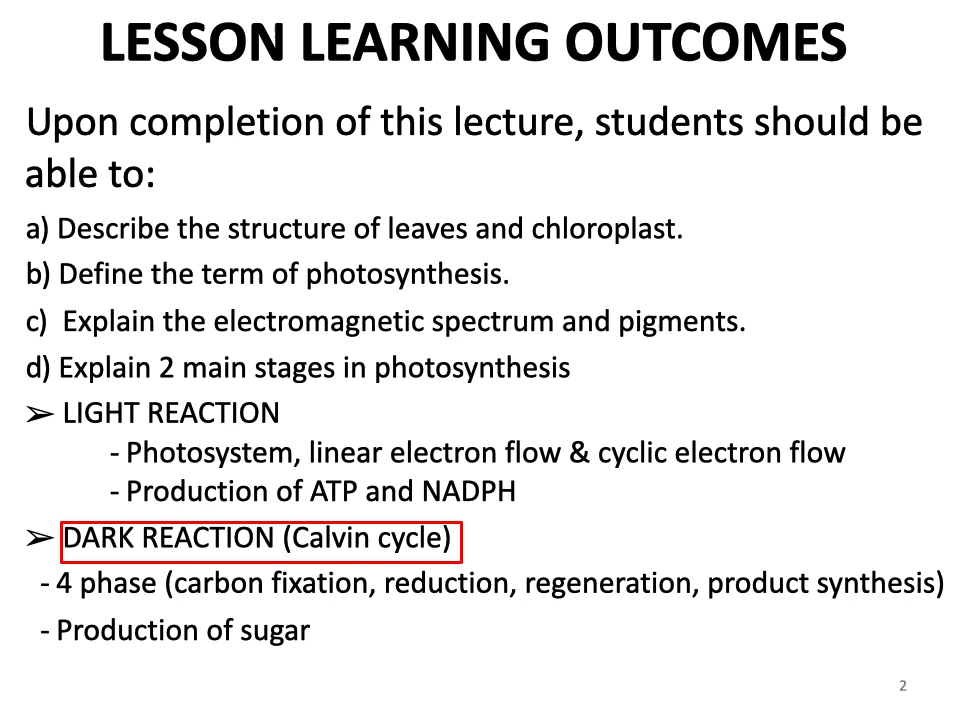 LESSON LEARNING OUTCOMES
Upon completion of this lecture, students should be
able to:
a) Describe the structure of leaves and chloroplast.
b) Define the term of photosynthesis.
c)  Explain the electromagnetic spectrum and pigments.
d) Explain 2 main stages in photosynthesis
➢ LIGHT REACTION
- Photosystem, linear electron flow & cyclic electron flow
- Production of ATP and NADPH
➢ DARK REACTION (Calvin cycle)
- 4 phase (carbon fixation, reduction, regeneration, product synthesis)
- Production of sugar
2